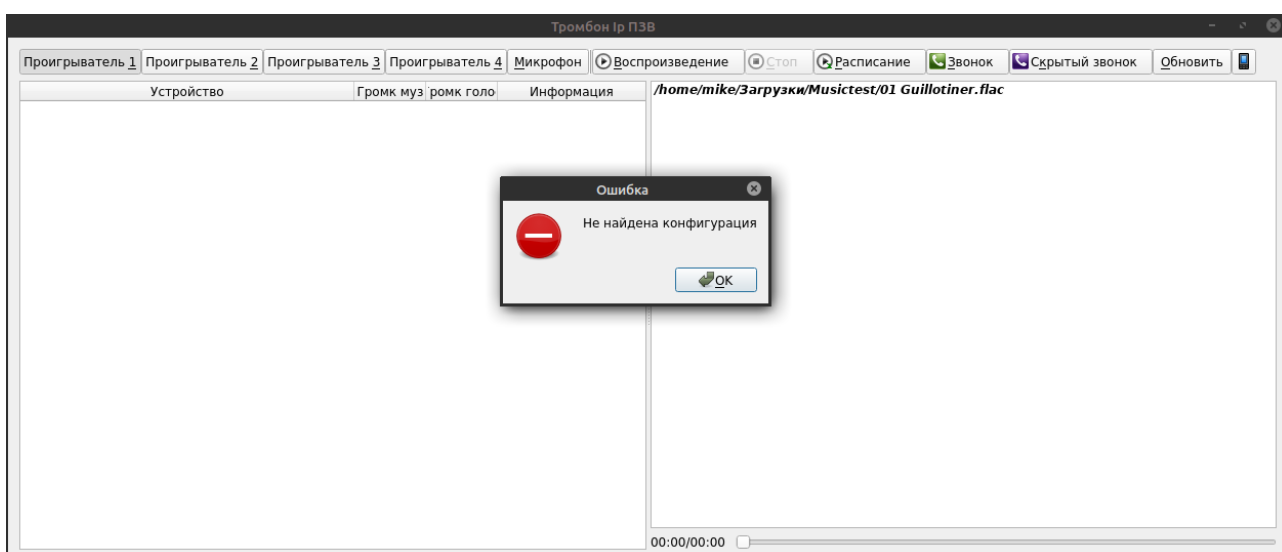 Тромбон Ip ПЗВ
Проигрыватель 1 Проигрыватель 2 Проигрыватель 3 Проигрыватель 4 Микрофон Воспроизведение Стоп Расписание Звонок Скрытый звонок Обновить
Устройство Громк муз ромк голо Информация
/home/mike/Загрузки/Musictest/01 Guillotiner.flac
Ошибка
Не найдена конфигурация
OK
00:00/00:00